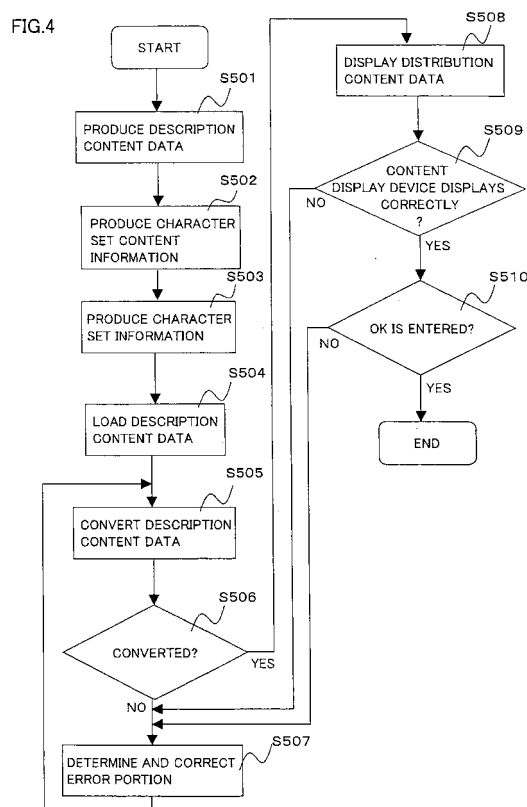 FIG.4
START
S501
PRODUCE DESCRIPTION
CONTENT DATA
S502
PRODUCE CHARACTER
SET CONTENT
INFORMATION
S503
PRODUCE CHARACTER
SET INFORMATION
S504
LOAD DESCRIPTION
CONTENT DATA
S505
CONVERT DESCRIPTION
CONTENT DATA
S506
CONVERTED?
YES
NO
S507
DETERMINE AND CORRECT
ERROR PORTION
S508
DISPLAY DISTRIBUTION
CONTENT DATA
S509
CONTENT
DISPLAY DEVICE DISPLAYS
CORRECTLY
?
NO
YES
S510
OK IS ENTERED?
NO
YES
END